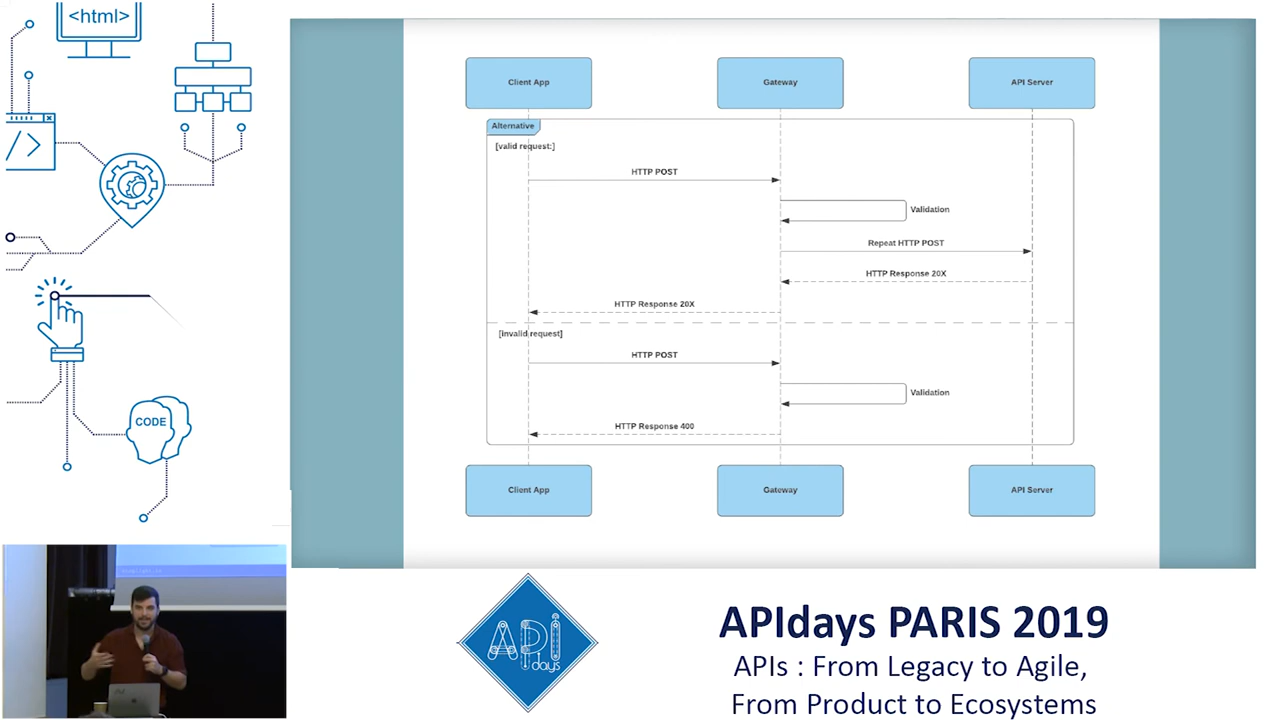 <html>
</>
CODE
Client App
Gateway
API Server
Alternative
[valid request:]
HTTP POST
Validation
Repeat HTTP POST
HTTP Response 20X
HTTP Response 20X
[invalid request]
HTTP POST
Validation
HTTP Response 400
Client App
Gateway
API Server
API
days
APIdays PARIS 2019
APIs : From Legacy to Agile,
From Product to Ecosystems